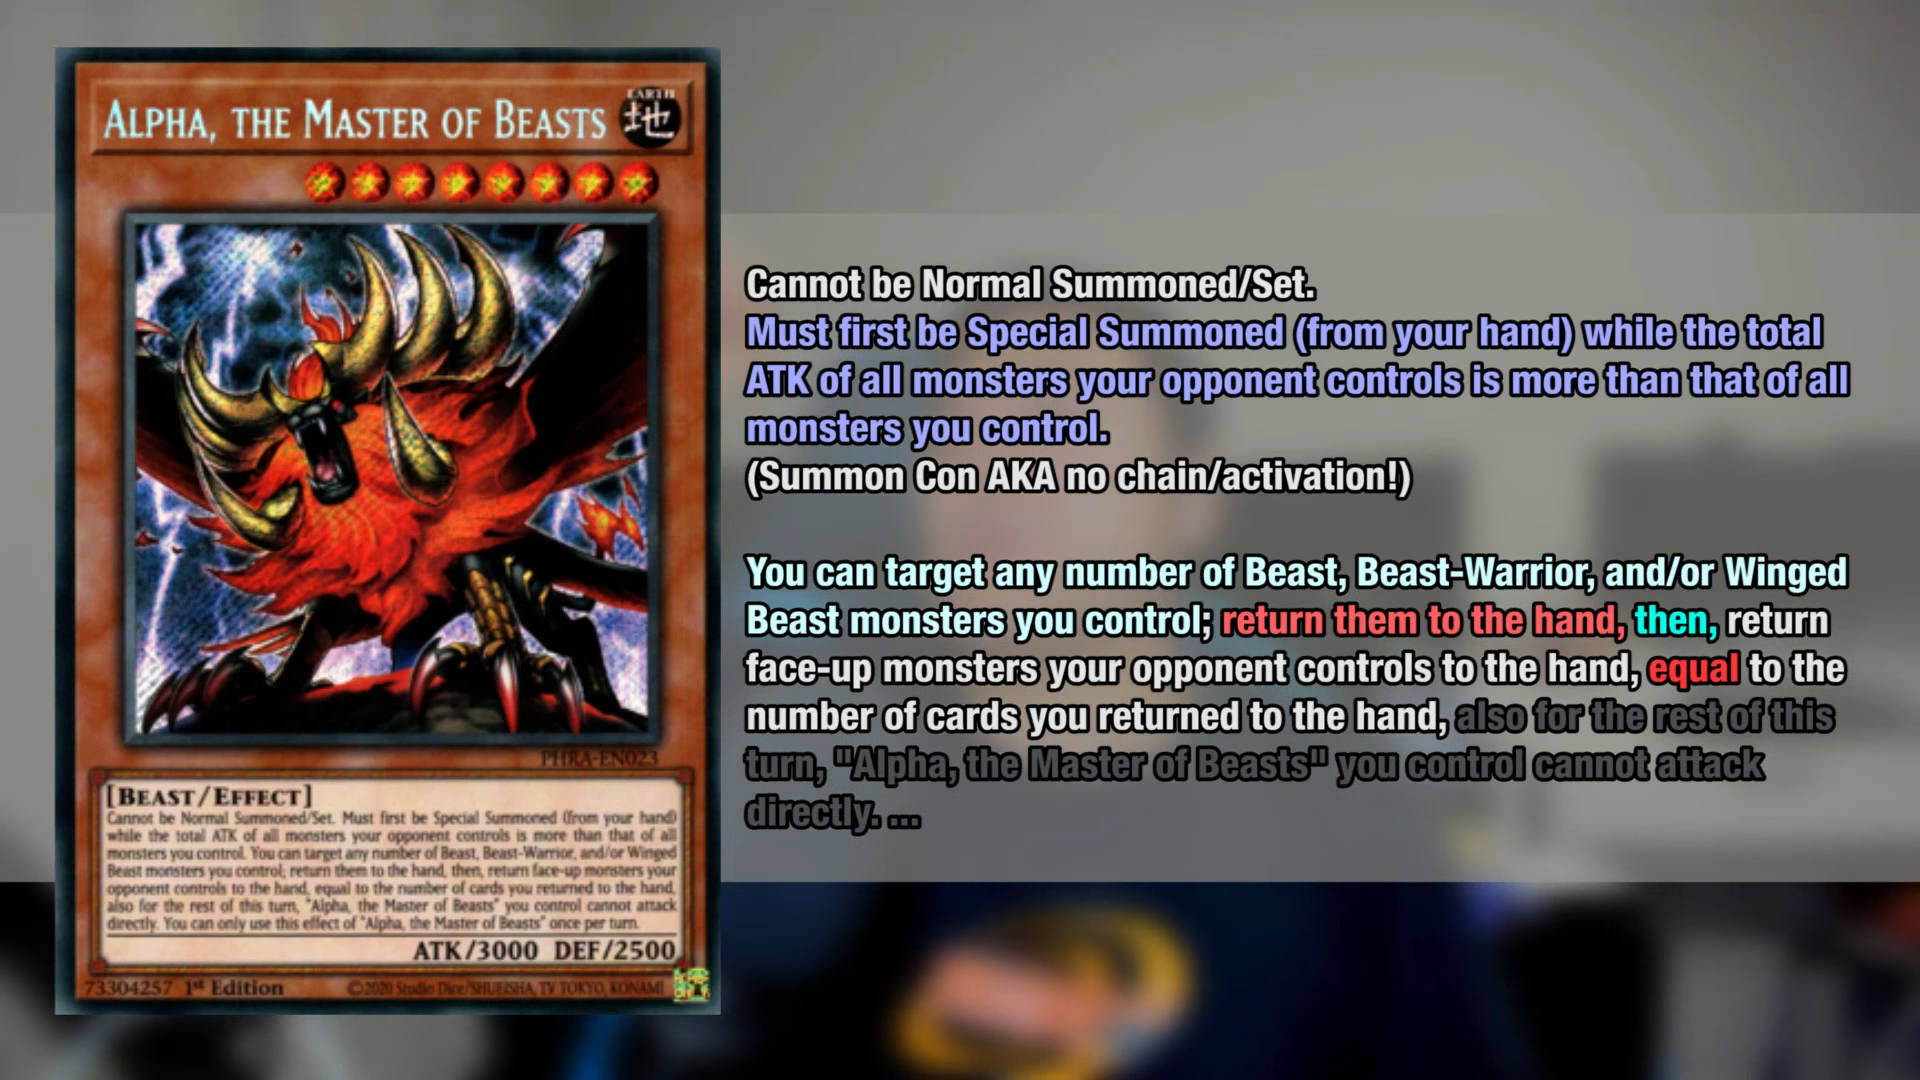 ALPHA, THE MASTER OF BEASTS
EARTH
地
PHRA-EN023
[BEAST/EFFECT]
Cannot be Normal Summoned/Set. Must first be Special Summoned (from your hand)
while the total ATK of all monsters your opponent controls is more than that of all
monsters you control. You can target any number of Beast, Beast-Warrior, and/or Winged
Beast monsters you control; return them to the hand, then, return face-up monsters your
opponent controls to the hand, equal to the number of cards you returned to the hand,
also for the rest of this turn, "Alpha, the Master of Beasts" you control cannot attack
directly. You can only use this effect of "Alpha, the Master of Beasts" once per turn.
ATK/3000 DEF/2500
73304257 1st Edition ©2020 Studio Dice/SHUEISHA, TV TOKYO, KONAMI
Cannot be Normal Summoned/Set.
Must first be Special Summoned (from your hand) while the total
ATK of all monsters your opponent controls is more than that of all
monsters you control.
(Summon Con AKA no chain/activation!)
You can target any number of Beast, Beast-Warrior, and/or Winged
Beast monsters you control; return them to the hand, then, return
face-up monsters your opponent controls to the hand, equal to the
number of cards you returned to the hand, also for the rest of this
turn, "Alpha, the Master of Beasts" you control cannot attack
directly. ...